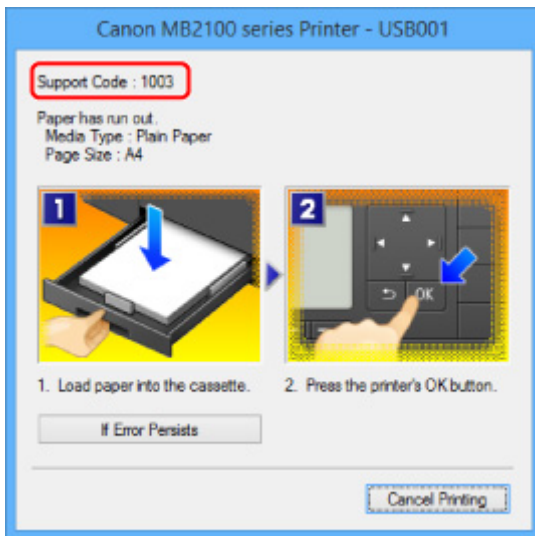 Canon MB2100 series Printer - USB001
Support Code : 1003
Paper has run out.
Media Type : Plain Paper
Page Size : A4
1
2
OK
1. Load paper into the cassette.
2. Press the printer's OK button.
If Error Persists
Cancel Printing